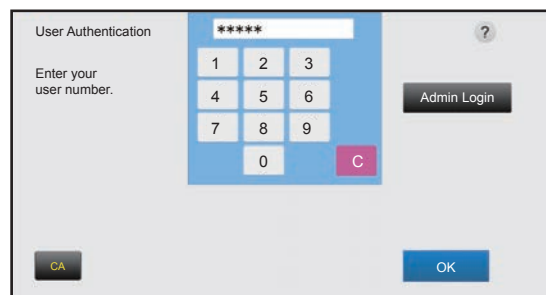 User Authentication
*****
?
Enter your
user number.
1 2 3
4 5 6
Admin Login
7 8 9
0 C
CA
OK